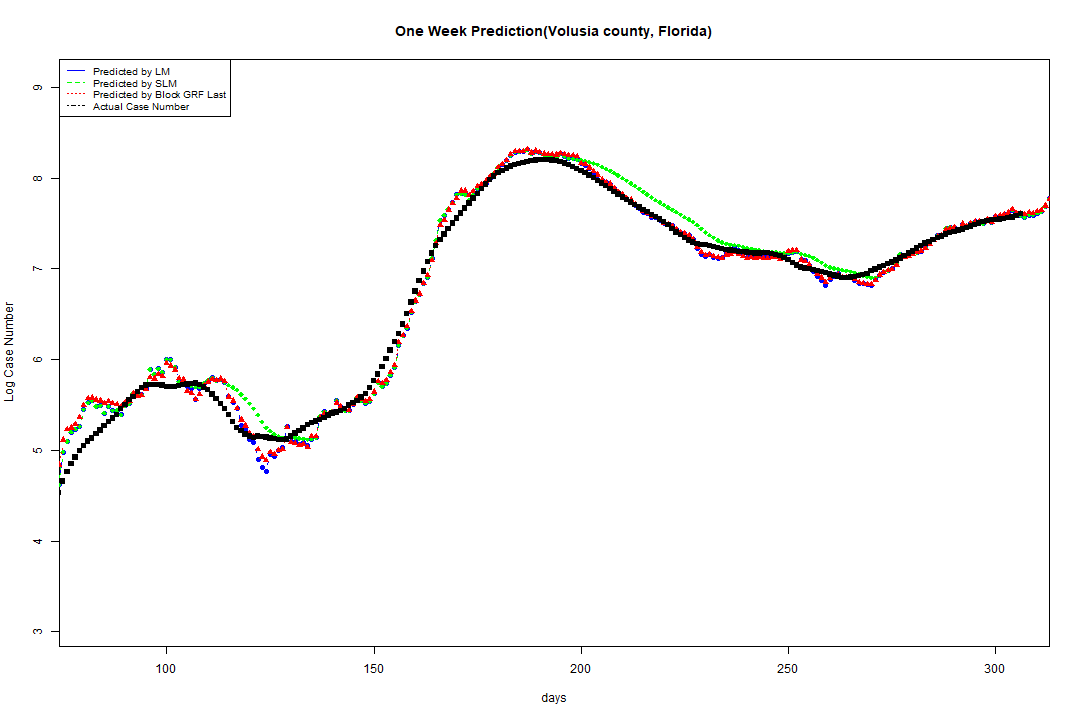 One Week Prediction(Volusia county, Florida)
Predicted by LM
Predicted by SLM
Predicted by Block GRF Last
Actual Case Number
9
8
7
6
5
4
3
Log Case Number
100 150 200 250 300
days